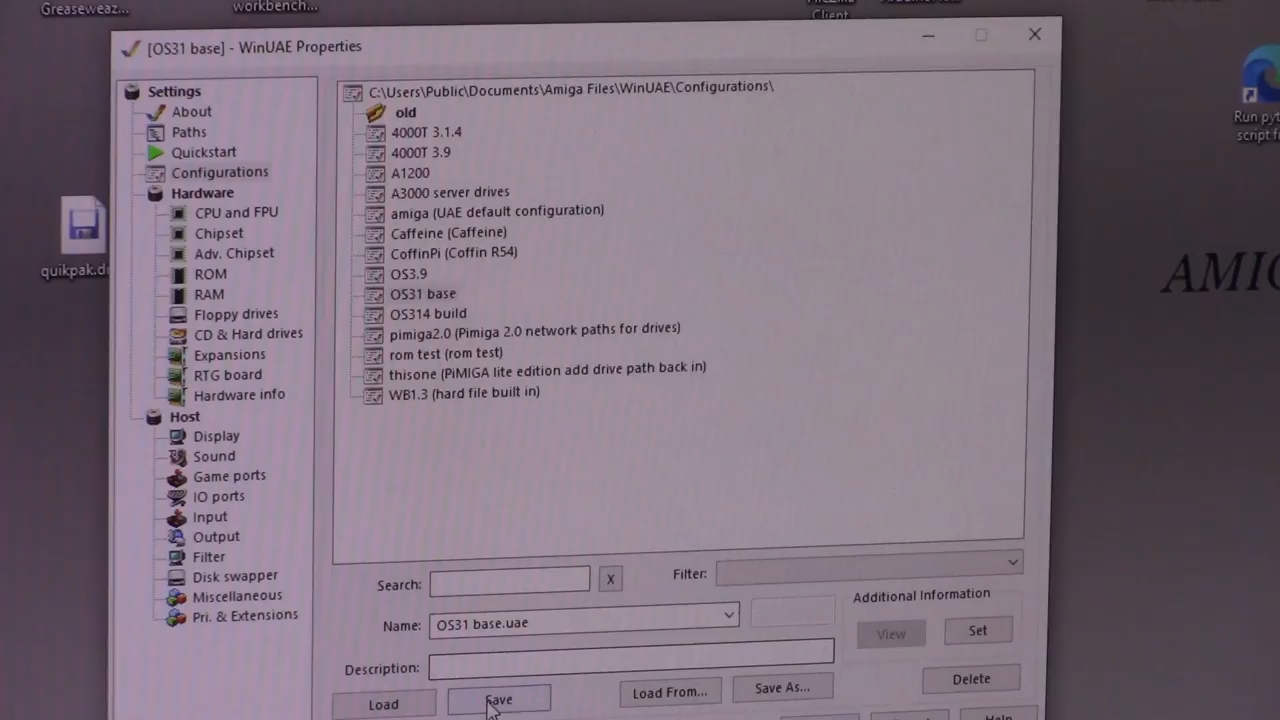 Greaseweaz...
workbench...
Client
[OS31 base] - WinUAE Properties
Settings
About
Paths
Quickstart
Configurations
Hardware
CPU and FPU
Chipset
Adv. Chipset
ROM
RAM
Floppy drives
CD & Hard drives
Expansions
RTG board
Hardware info
Host
Display
Sound
Game ports
IO ports
Input
Output
Filter
Disk swapper
Miscellaneous
Pri. & Extensions
C:\Users\Public\Documents\Amiga Files\WinUAE\Configurations\
old
4000T 3.1.4
4000T 3.9
A1200
A3000 server drives
amiga (UAE default configuration)
Caffeine (Caffeine)
CoffinPi (Coffin R54)
OS3.9
OS31 base
OS314 build
pimiga2.0 (Pimiga 2.0 network paths for drives)
rom test (rom test)
thisone (PiMIGA lite edition add drive path back in)
WB1.3 (hard file built in)
Search:
X
Filter:
Name:
OS31 base.uae
Additional Information
View
Set
Description:
Load
Save
Load From...
Save As...
Delete
Help
quikpak.d
Run pyt
script f
AMIG